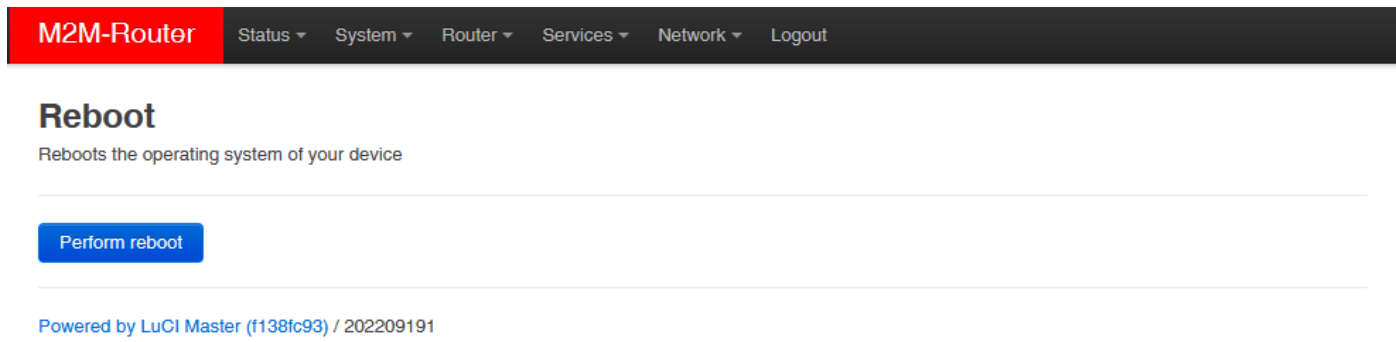 M2M-Router Status System Router Services Network Logout
Reboot
Reboots the operating system of your device
Perform reboot
Powered by LuCI Master (f138fc93) / 202209191